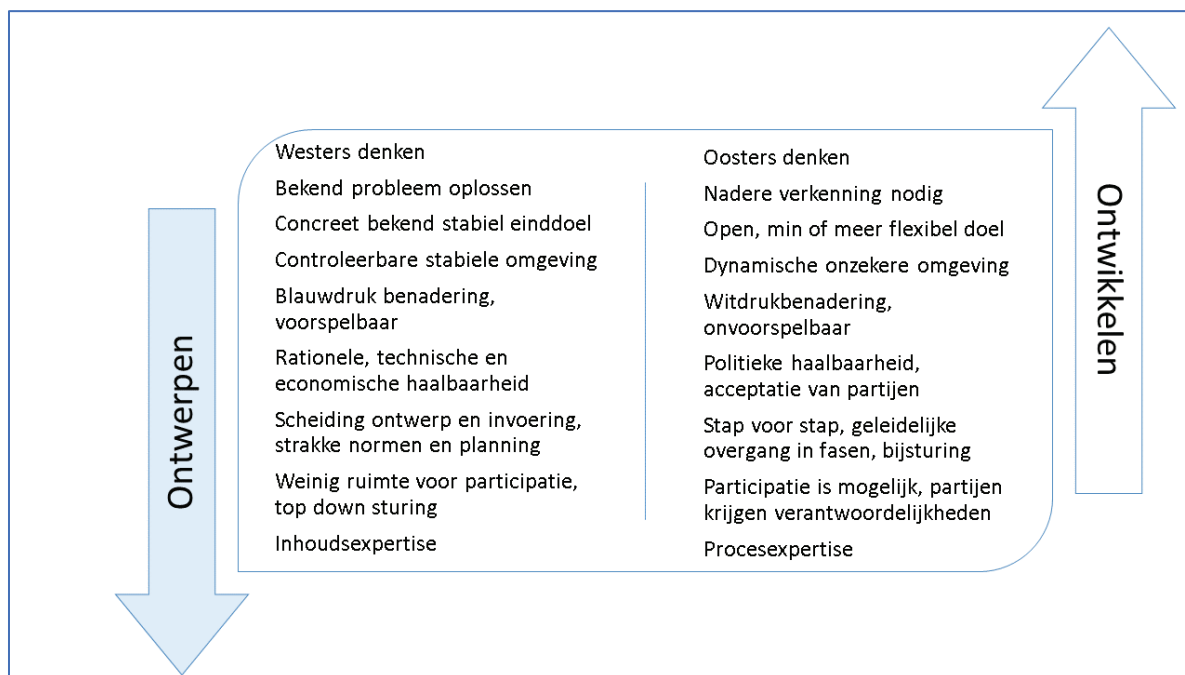 Ontwerpen
Westers denken
Bekend probleem oplossen
Concreet bekend stabiel einddoel
Controleerbare stabiele omgeving
Blauwdruk benadering,
voorspelbaar
Rationele, technische en
economische haalbaarheid
Scheiding ontwerp en invoering,
strakke normen en planning
Weinig ruimte voor participatie,
top down sturing
Inhoudsexpertise
Oosters denken
Nadere verkenning nodig
Open, min of meer flexibel doel
Dynamische onzekere omgeving
Witdrukbenadering,
onvoorspelbaar
Politieke haalbaarheid,
acceptatie van partijen
Stap voor stap, geleidelijke
overgang in fasen, bijsturing
Participatie is mogelijk, partijen
krijgen verantwoordelijkheden
Procesexpertise
Ontwikkelen